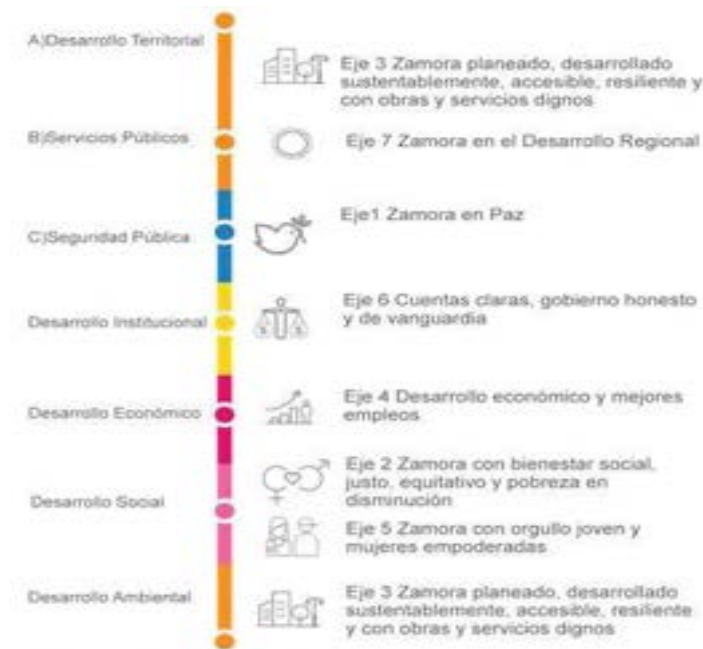 A)Desarrollo Territorial
Eje 3 Zamora planeado, desarrollado
sustentablemente, accesible, resiliente y
con obras y servicios dignos
B)Servicios Públicos
Eje 7 Zamora en el Desarrollo Regional
C)Seguridad Pública
Eje1 Zamora en Paz
Desarrollo Institucional
Eje 6 Cuentas claras, gobierno honesto
y de vanguardia
Desarrollo Económico
Eje 4 Desarrollo económico y mejores
empleos
Desarrollo Social
Eje 2 Zamora con bienestar social,
justo, equitativo y pobreza en
disminución
Eje 5 Zamora con orgullo joven y
mujeres empoderadas
Desarrollo Ambiental
Eje 3 Zamora planeado, desarrollado
sustentablemente, accesible, resiliente
y con obras y servicios dignos